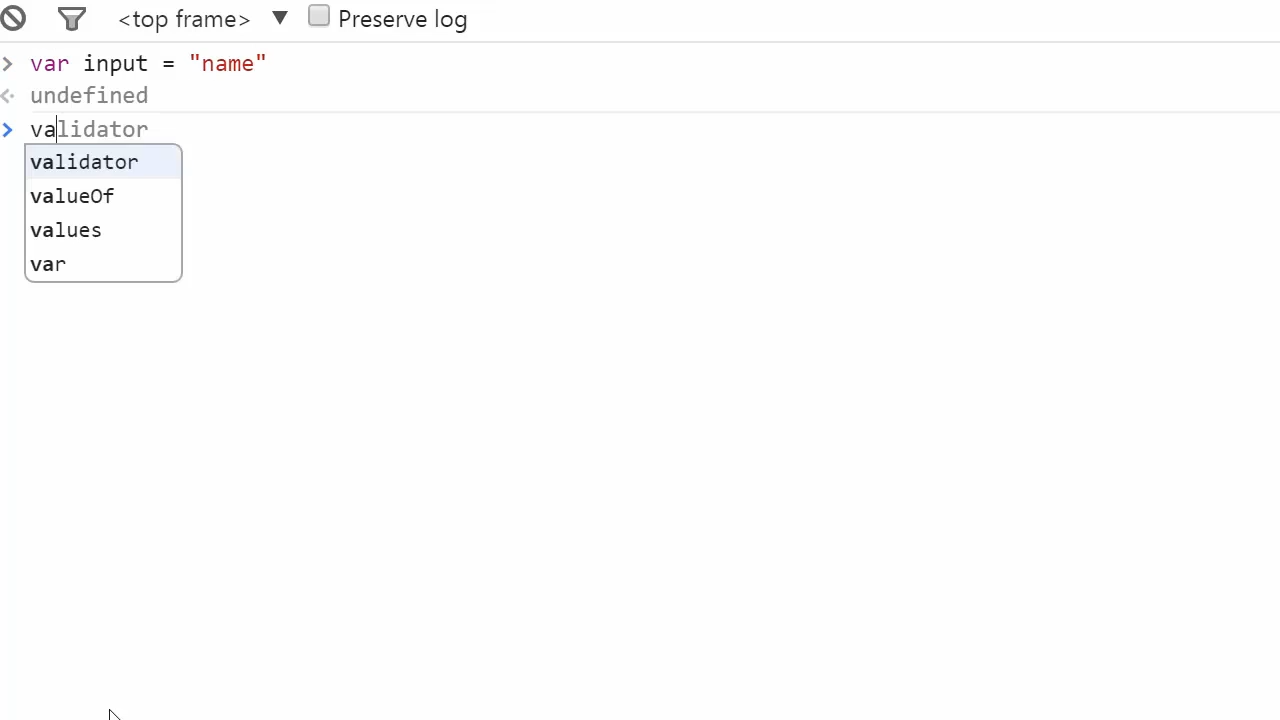 <top frame> ▼ Preserve log
> var input = "name"
<· undefined
> validator
validator
valueOf
values
var